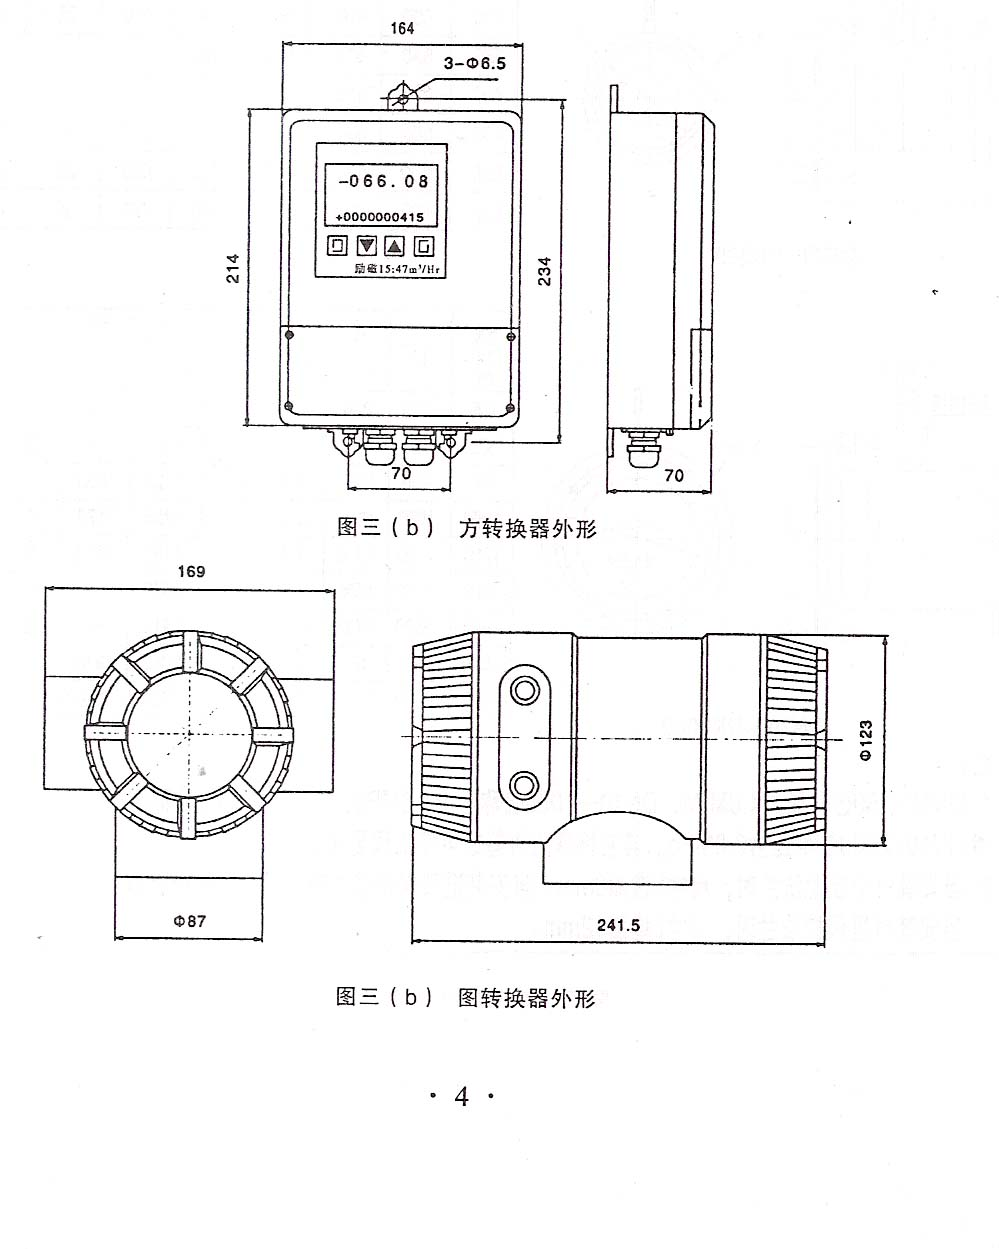 164
3-Φ6.5
-066.08
+0000000415
励磁15:47m³/Hr
214
234
70
70
图三(b) 方转换器外形
169
Φ87
Φ123
241.5
图三(b) 图转换器外形
· 4 ·